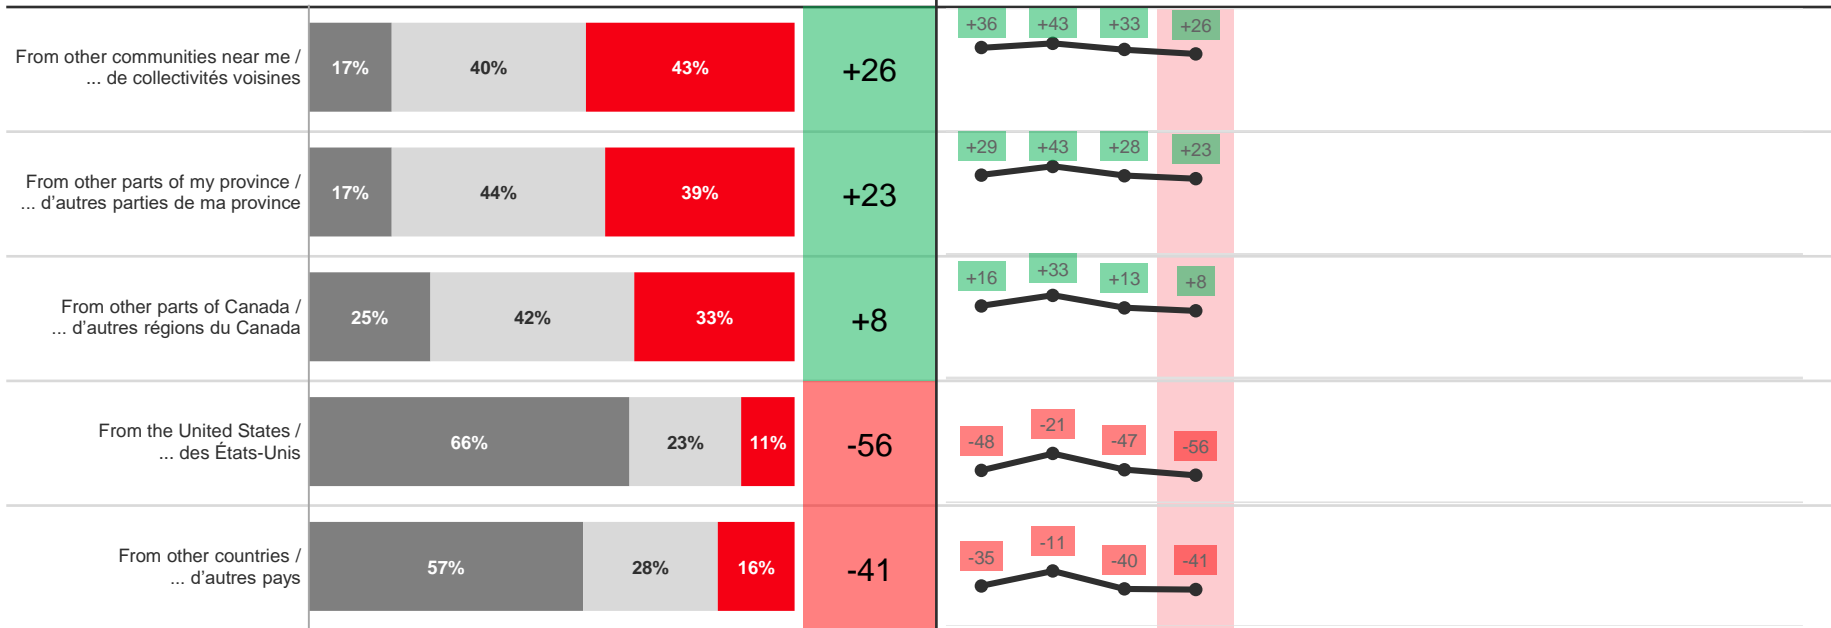 From other communities near me /
... de collectivités voisines
17% 40% 43% +26 +36 +43 +33 +26
From other parts of my province /
... d'autres parties de ma province
17% 44% 39% +23 +29 +43 +28 +23
From other parts of Canada /
... d'autres régions du Canada
25% 42% 33% +8 +16 +33 +13 +8
From the United States /
... des États-Unis
66% 23% 11% -56 -48 -21 -47 -56
From other countries /
... d'autres pays
57% 28% 16% -41 -35 -11 -40 -41